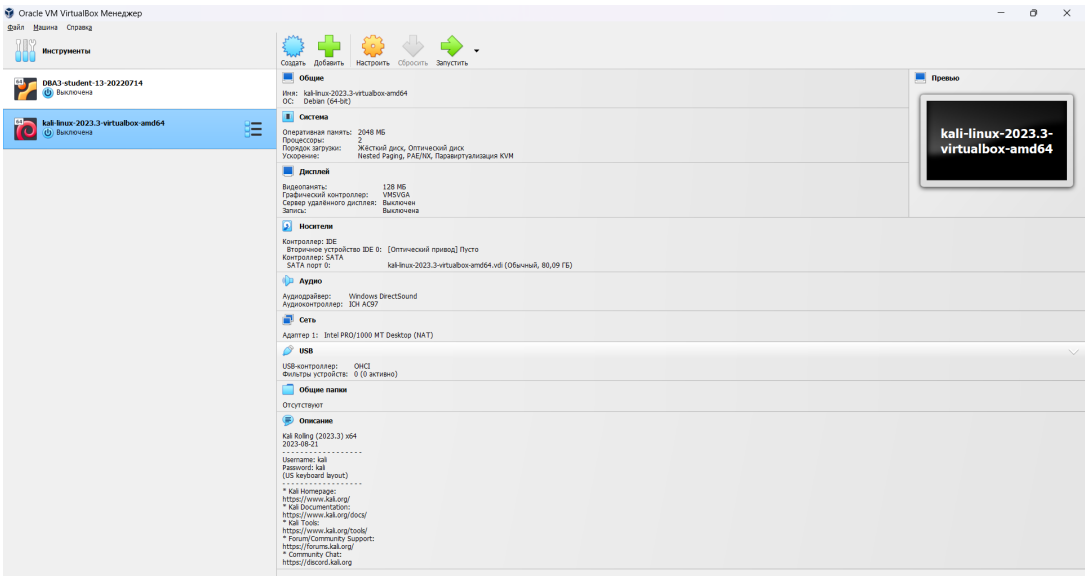 Oracle VM VirtualBox Менеджер
Файл Машина Справка
Инструменты
Создать Добавить Настроить Сбросить Запустить
64 DBA3-student-13-20220714
Выключена
64 kali-linux-2023.3-virtualbox-amd64
Выключена
Общие
Имя: kali-linux-2023.3-virtualbox-amd64
ОС: Debian (64-bit)
Превью
kali-linux-2023.3-
virtualbox-amd64
Система
Оперативная память: 2048 МБ
Процессоры: 2
Порядок загрузки: Жёсткий диск, Оптический диск
Ускорение: Nested Paging, PAE/NX, Паравиртуализация KVM
Дисплей
Видеопамять: 128 МБ
Графический контроллер: VMSVGA
Сервер удалённого дисплея: Выключен
Запись: Выключена
Носители
Контроллер: IDE
Вторичное устройство IDE 0: [Оптический привод] Пусто
Контроллер: SATA
SATA порт 0: kali-linux-2023.3-virtualbox-amd64.vdi (Обычный, 80,09 ГБ)
Аудио
Аудиодрайвер: Windows DirectSound
Аудиоконтроллер: ICH AC97
Сеть
Адаптер 1: Intel PRO/1000 MT Desktop (NAT)
USB
USB-контроллер: OHCI
Фильтры устройств: 0 (0 активно)
Общие папки
Отсутствуют
Описание
Kali Rolling (2023.3) x64
2023-08-21
- - - - - - - - - - - - - - - - - -
Username: kali
Password: kali
(US keyboard layout)
- - - - - - - - - - - - - - - - - -
* Kali Homepage:
https://www.kali.org/
* Kali Documentation:
https://www.kali.org/docs/
* Kali Tools:
https://www.kali.org/tools/
* Forum/Community Support:
https://forums.kali.org/
* Community Chat:
https://discord.kali.org